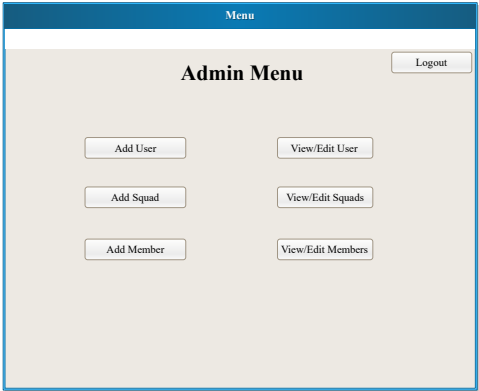 Menu
Logout
Admin Menu
Add User
View/Edit User
Add Squad
View/Edit Squads
Add Member
View/Edit Members